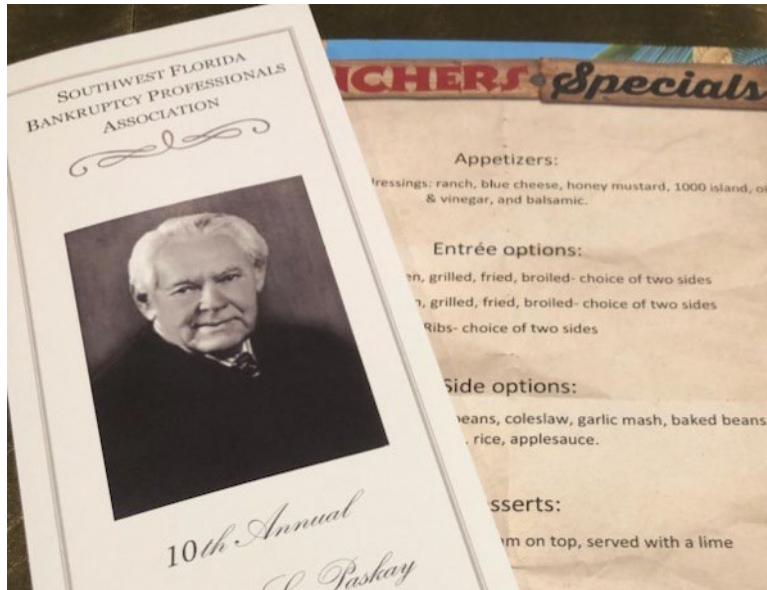 SOUTHWEST FLORIDA
BANKRUPTCY PROFESSIONALS
ASSOCIATION
10th Annual
Paskay
NCHERS Specials
Appetizers:
dressings: ranch, blue cheese, honey mustard, 1000 island, oi
& vinegar, and balsamic.
Entrée options:
en, grilled, fried, broiled- choice of two sides
, grilled, fried, broiled- choice of two sides
Ribs- choice of two sides
Side options:
beans, coleslaw, garlic mash, baked beans
rice, applesauce.
sserts:
m on top, served with a lime